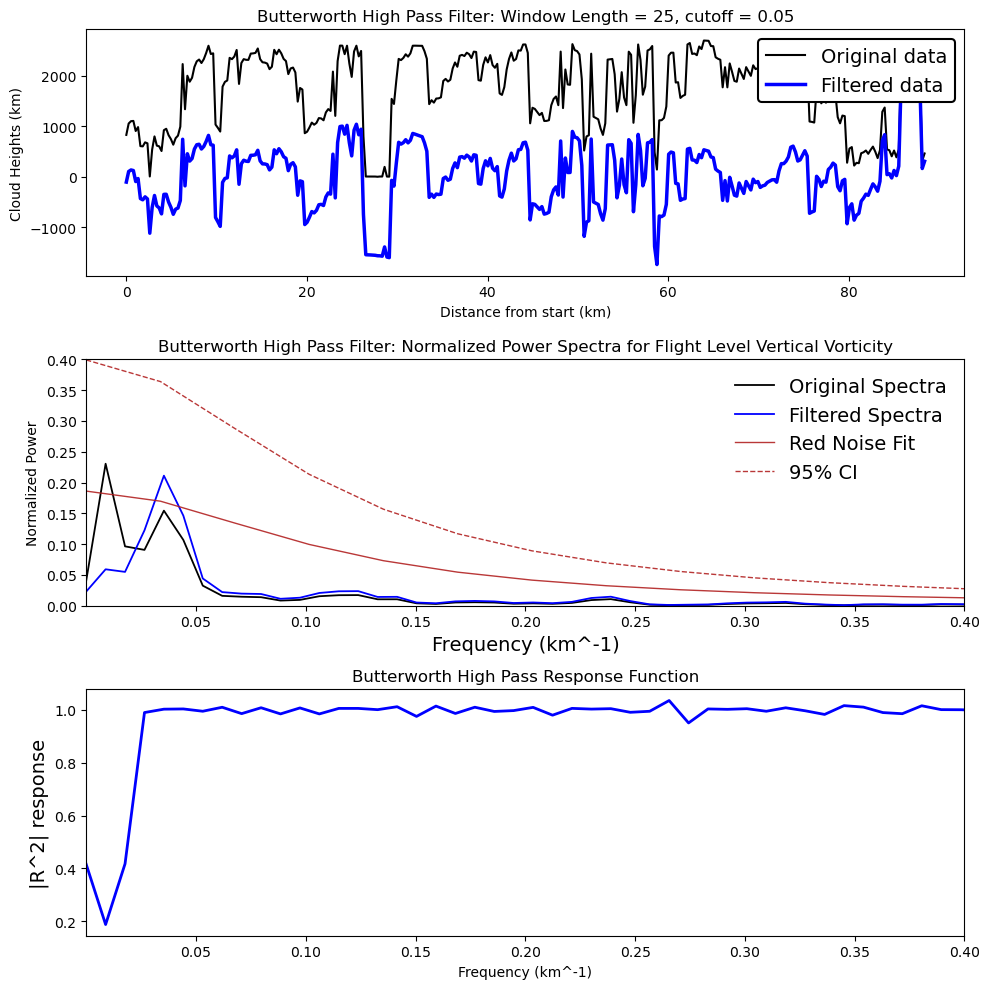 Butterworth High Pass Filter: Window Length = 25, cutoff = 0.05
Cloud Heights (km)
2000
1000
0
−1000
Original data
Filtered data
0
20
40
60
80
Distance from start (km)
Butterworth High Pass Filter: Normalized Power Spectra for Flight Level Vertical Vorticity
Normalized Power
0.40
0.35
0.30
0.25
0.20
0.15
0.10
0.05
0.00
Original Spectra
Filtered Spectra
Red Noise Fit
95% CI
0.05
0.10
0.15
0.20
0.25
0.30
0.35
0.40
Frequency (km^-1)
Butterworth High Pass Response Function
|R^2| response
1.0
0.8
0.6
0.4
0.2
0.05
0.10
0.15
0.20
0.25
0.30
0.35
0.40
Frequency (km^-1)